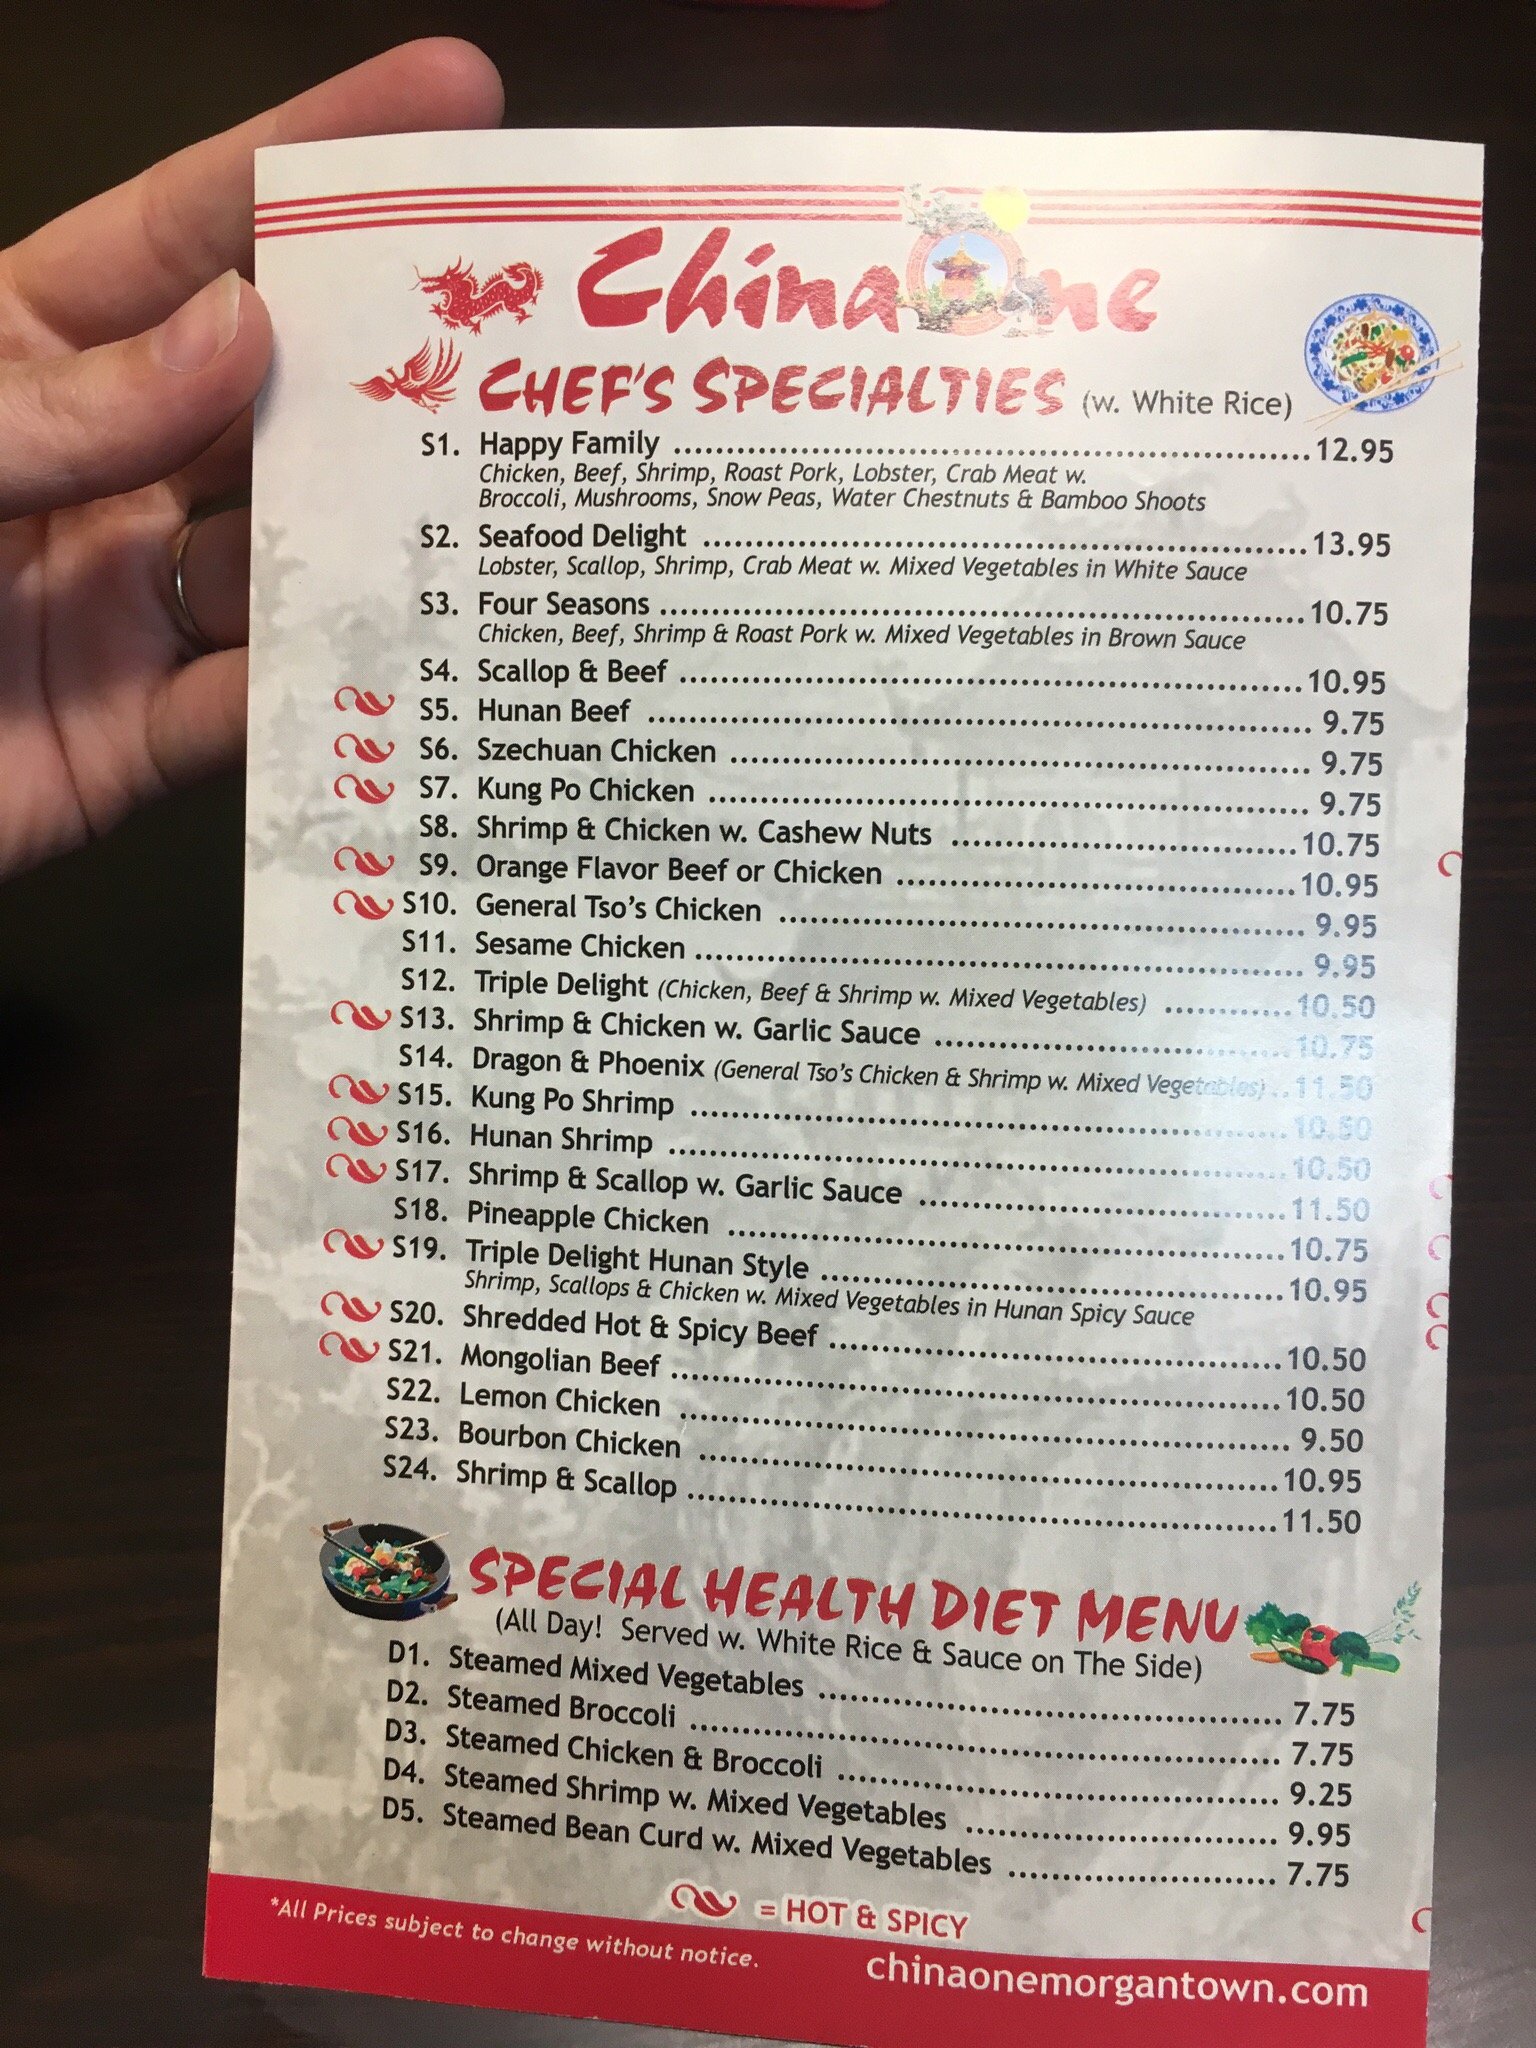 China One
CHEF'S SPECIALTIES (w. White Rice)
S1. Happy Family ........ 12.95
Chicken, Beef, Shrimp, Roast Pork, Lobster, Crab Meat w.
Broccoli, Mushrooms, Snow Peas, Water Chestnuts & Bamboo Shoots
S2. Seafood Delight ........ 13.95
Lobster, Scallop, Shrimp, Crab Meat w. Mixed Vegetables in White Sauce
S3. Four Seasons ........ 10.75
Chicken, Beef, Shrimp & Roast Pork w. Mixed Vegetables in Brown Sauce
S4. Scallop & Beef ........ 10.95
S5. Hunan Beef ........ 9.75
S6. Szechuan Chicken ........ 9.75
S7. Kung Po Chicken ........ 9.75
S8. Shrimp & Chicken w. Cashew Nuts ........ 10.75
S9. Orange Flavor Beef or Chicken ........ 10.95
S10. General Tso's Chicken ........ 9.95
S11. Sesame Chicken ........ 9.95
S12. Triple Delight (Chicken, Beef & Shrimp w. Mixed Vegetables) ........ 10.50
S13. Shrimp & Chicken w. Garlic Sauce ........ 10.75
S14. Dragon & Phoenix (General Tso's Chicken & Shrimp w. Mixed Vegetables) .. 11.50
S15. Kung Po Shrimp ........ 10.50
S16. Hunan Shrimp ........ 10.50
S17. Shrimp & Scallop w. Garlic Sauce ........ 11.50
S18. Pineapple Chicken ........ 10.75
S19. Triple Delight Hunan Style ........ 10.95
Shrimp, Scallops & Chicken w. Mixed Vegetables in Hunan Spicy Sauce
S20. Shredded Hot & Spicy Beef ........ 10.50
S21. Mongolian Beef ........ 10.50
S22. Lemon Chicken ........ 9.50
S23. Bourbon Chicken ........ 10.95
S24. Shrimp & Scallop ........ 11.50
SPECIAL HEALTH DIET MENU
(All Day! Served w. White Rice & Sauce on The Side)
D1. Steamed Mixed Vegetables ........ 7.75
D2. Steamed Broccoli ........ 7.75
D3. Steamed Chicken & Broccoli ........ 9.25
D4. Steamed Shrimp w. Mixed Vegetables ........ 9.95
D5. Steamed Bean Curd w. Mixed Vegetables ........ 7.75
= HOT & SPICY
*All Prices subject to change without notice.
chinaonemorgantown.com